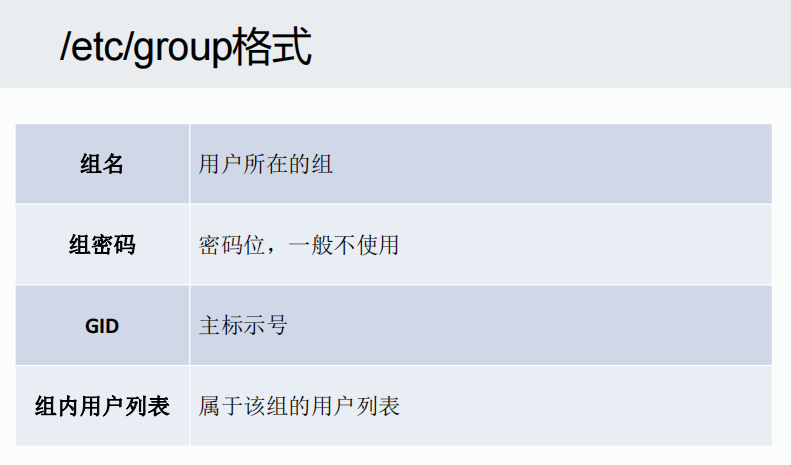 /etc/group格式
组名 用户所在的组
组密码 密码位，一般不使用
GID 主标示号
组内用户列表 属于该组的用户列表